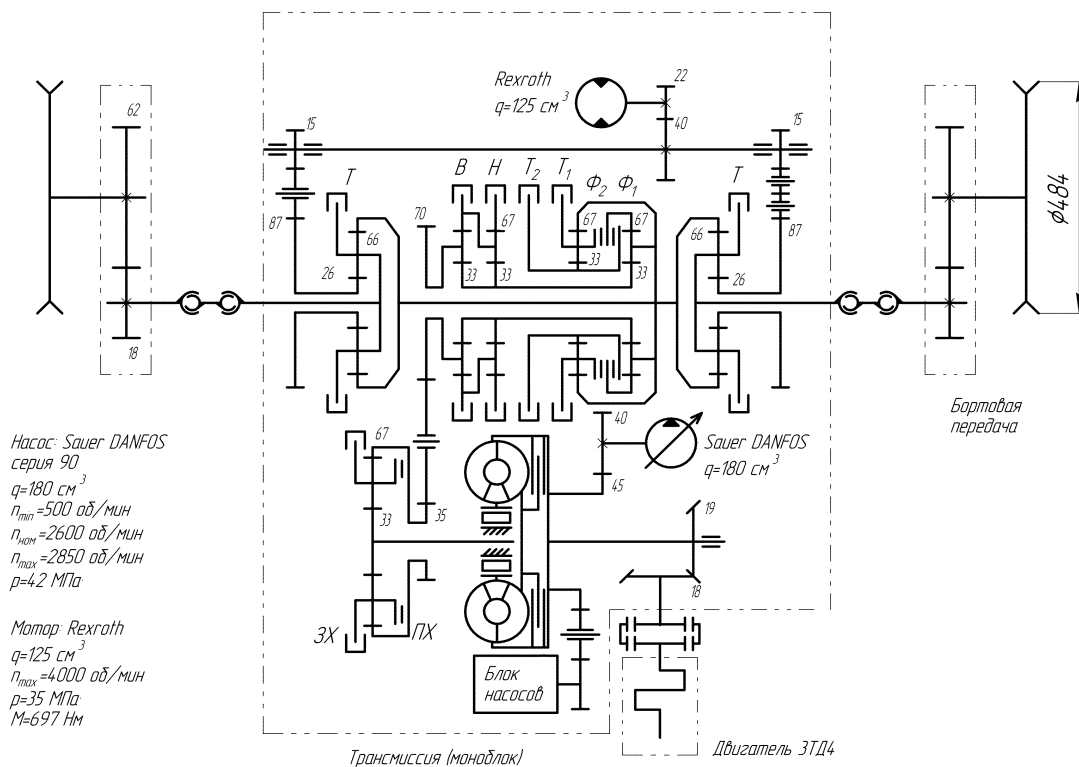 Rexroth
q=125 см³
22
40
62
15
15
Т
В
Н
Т₂
Т₁
Ф₂
Ф₁
Т
87
66
26
70
67
67
67
33
33
33
33
66
26
87
ϕ484
18
Бортовая
передача
Насос: Sauer DANFOS
серия 90
q=180 см³
nmin=500 об/мин
nном=2600 об/мин
nmax=2850 об/мин
p=42 МПа
67
33
35
40
45
Sauer DANFOS
q=180 см³
19
18
Мотор: Rexroth
q=125 см³
nmax=4000 об/мин
p=35 МПа
М=697 Нм
ЗХ
ПХ
Блок
насосов
Трансмиссия (моноблок)
Двигатель 3ТД4